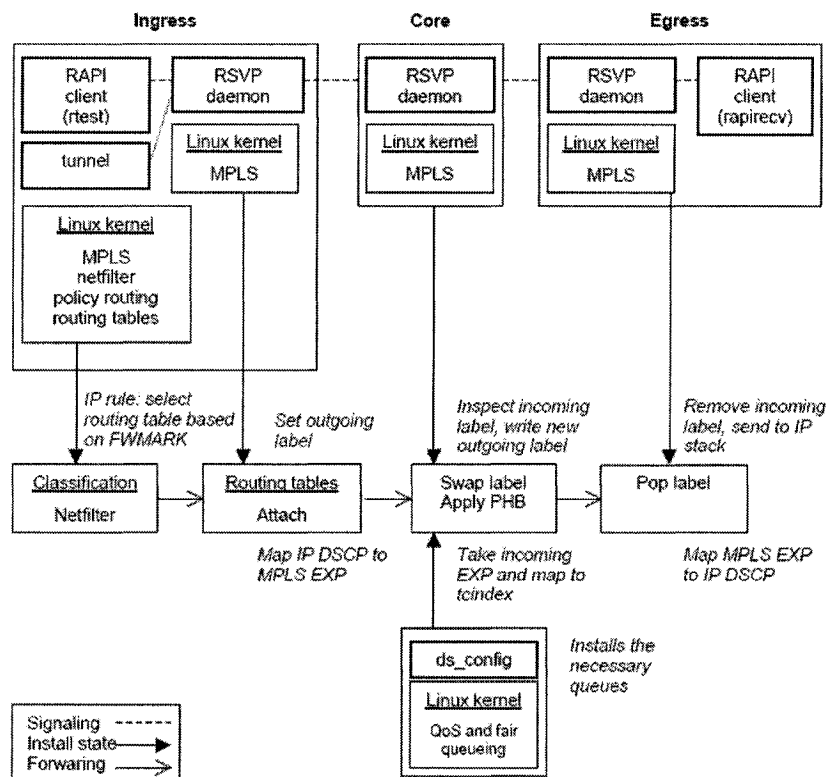 Ingress
Core
Egress
RAPI
client
(rtest)
RSVP
daemon
RSVP
daemon
RSVP
daemon
RAPI
client
(rapirecv)
tunnel
Linux kernel
MPLS
Linux kernel
MPLS
Linux kernel
MPLS
Linux kernel
MPLS
netfilter
policy routing
routing tables
IP rule: select
routing table based
on FWMARK
Set outgoing
label
Inspect incoming
label, write new
outgoing label
Remove incoming
label, send to IP
stack
Classification
Netfilter
Routing tables
Attach
Swap label
Apply PHB
Pop label
Map IP DSCP to
MPLS EXP
Take incoming
EXP and map to
tcindex
Map MPLS EXP
to IP DSCP
ds_config
Linux kernel
QoS and fair
queueing
Installs the
necessary
queues
Signaling
Install state
Forwaring